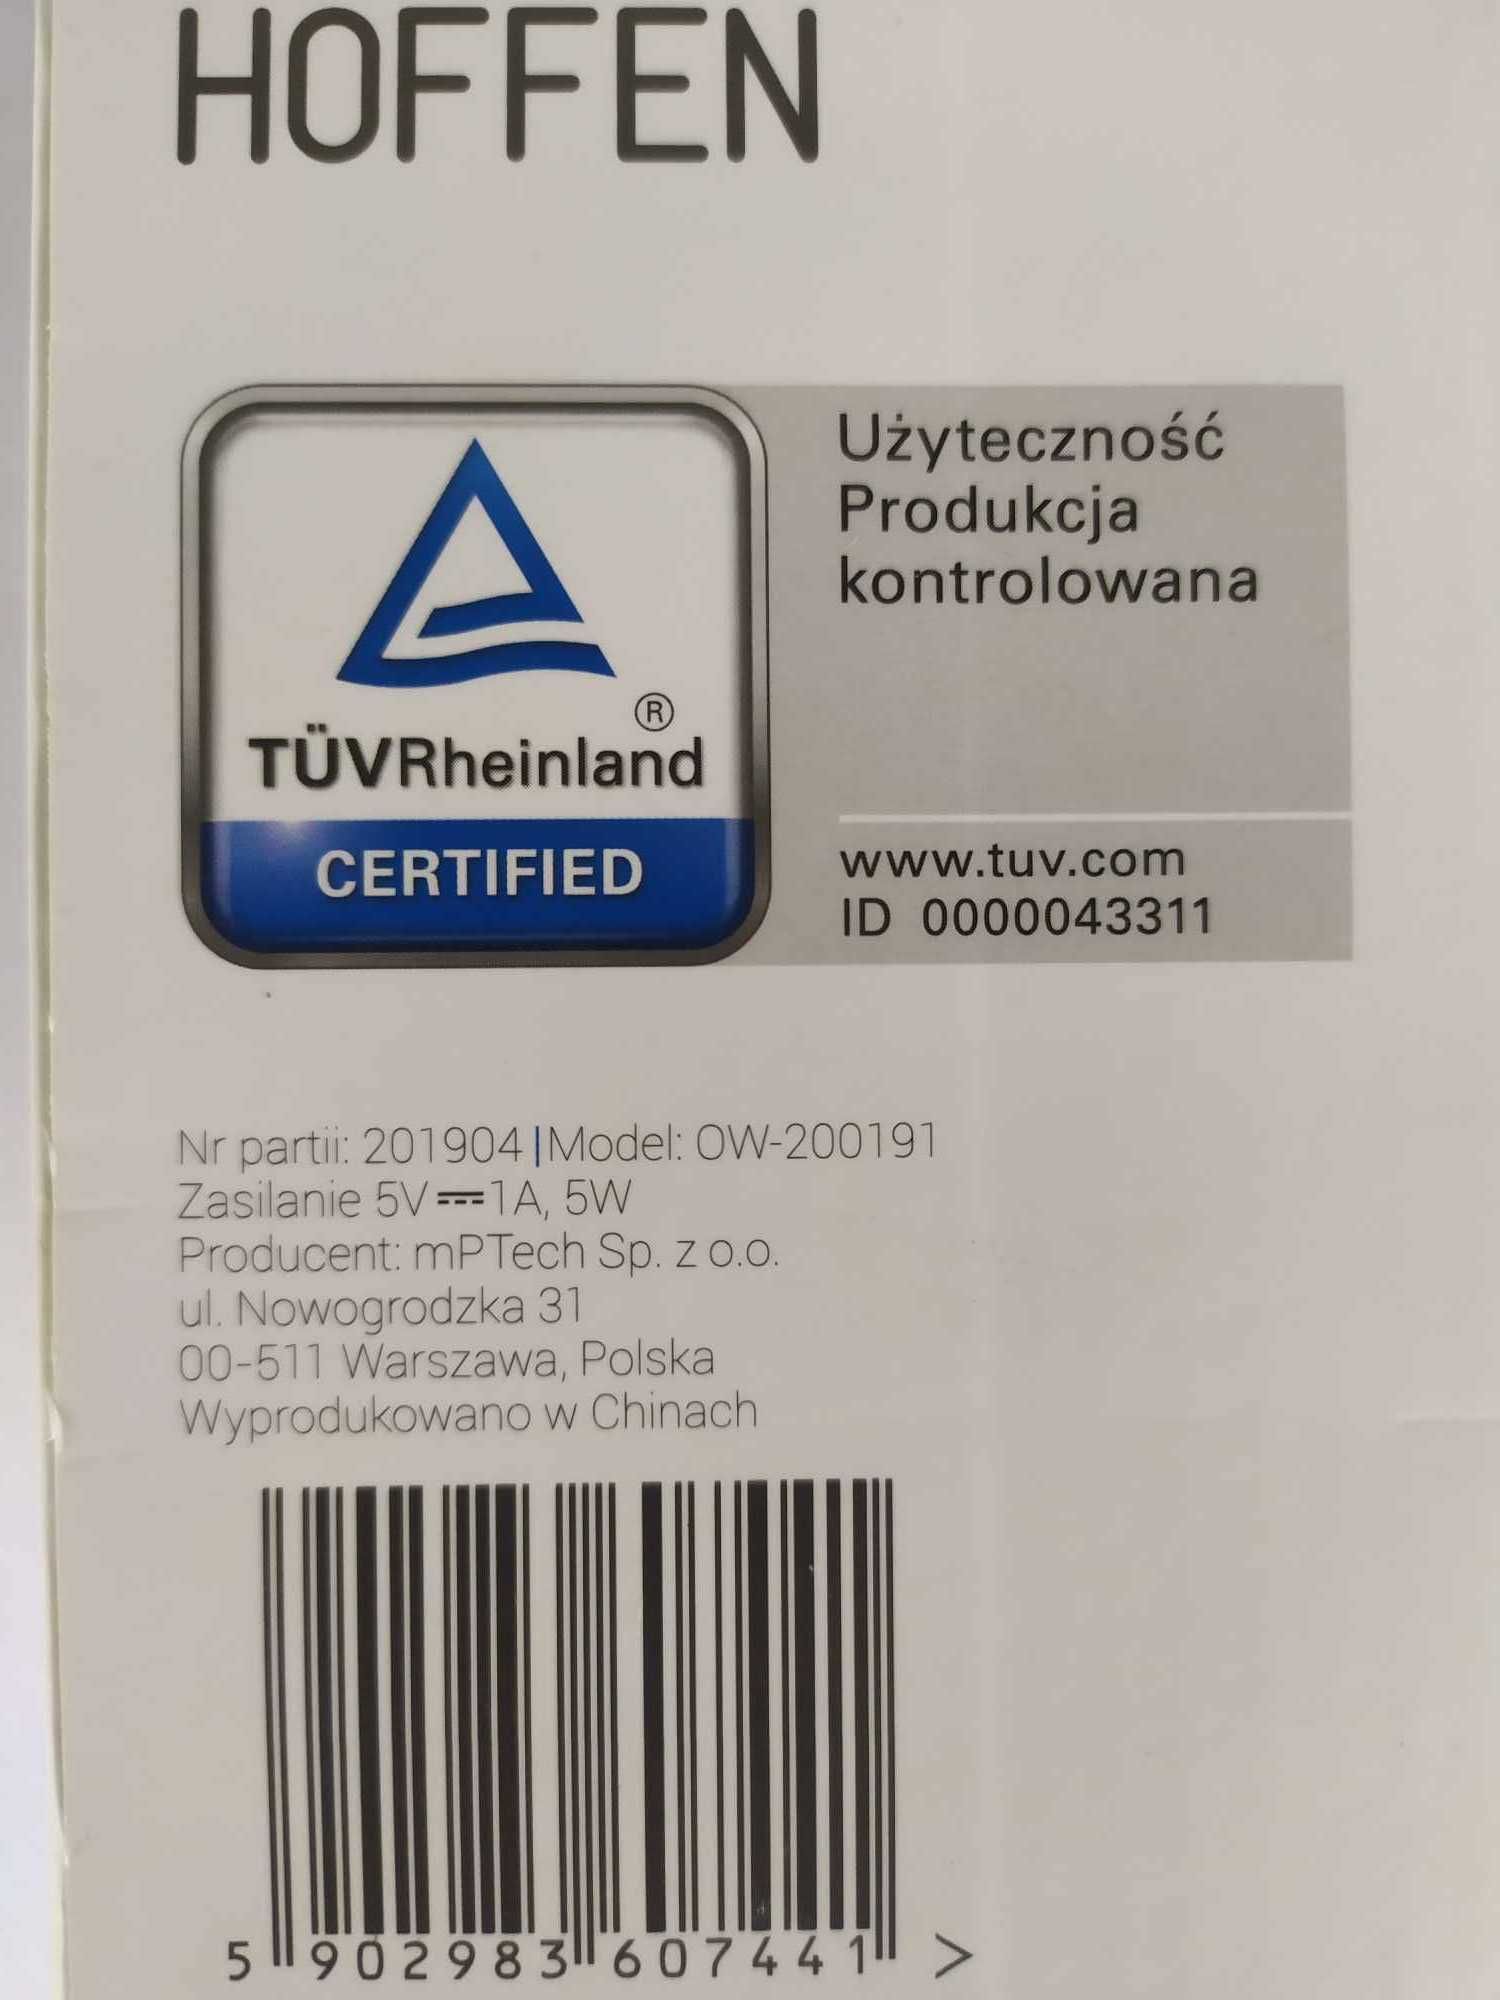 HOFFEN
Użyteczność
Produkcja
kontrolowana
®
TÜVRheinland
CERTIFIED
www.tuv.com
ID 0000043311
Nr partii: 201904 | Model: OW-200191
Zasilanie 5V⎓1A, 5W
Producent: mPTech Sp. z o.o.
ul. Nowogrodzka 31
00-511 Warszawa, Polska
Wyprodukowano w Chinach
5 902983 607441 >